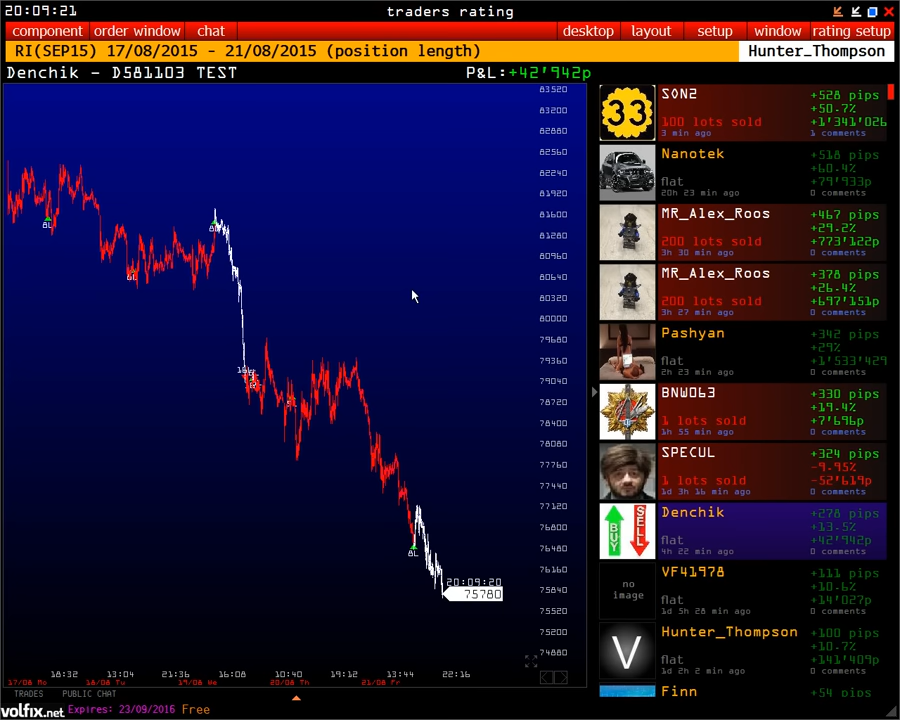 20:09:21
traders rating
component order window chat desktop layout setup window rating setup
RI(SEP15) 17/08/2015 - 21/08/2015 (position length)
Hunter_Thompson
Denchik - D581103 TEST
P&L:+42'942p
83520
83200
82880
82560
82240
81920
81600
81280
80960
80640
80320
80000
79680
79360
79040
78720
78400
78080
77760
77440
77120
76800
76480
76160
75840
75520
75200
74880
8L
8L
20:09:20
75780
18:32 13:04 21:36 16:08 10:40 19:12 13:44 22:16
17/08 Mo 18/08 Tu 19/08 We 20/08 Th 21/08 Fr
TRADES PUBLIC CHAT
volfix.net Expires: 23/09/2016 Free
33
SON2
+528 pips
+50.7%
100 lots sold
+1'341'026
3 min ago
1 comments
Nanotek
+518 pips
+60.4%
flat
+79'933p
20h 23 min ago
0 comments
MR_Alex_Roos
+467 pips
+29.2%
200 lots sold
+773'122p
3h 30 min ago
0 comments
MR_Alex_Roos
+378 pips
+26.4%
200 lots sold
+697'151p
3h 27 min ago
0 comments
Pashyan
+342 pips
+29%
flat
+1'533'429
2h 23 min ago
0 comments
BNW063
+330 pips
+19.4%
1 lots sold
+7'696p
1h 55 min ago
0 comments
SPECUL
+324 pips
-9.95%
1 lots sold
-52'619p
1d 3h 16 min ago
0 comments
BUY
SELL
Denchik
+278 pips
+13.5%
flat
+42'942p
4h 22 min ago
0 comments
no
image
VF41978
+111 pips
+10.6%
flat
+14'027p
1d 5h 28 min ago
0 comments
V
Hunter_Thompson
+100 pips
+10.7%
flat
+141'409p
1d 2h 2 min ago
0 comments
Finn
+54 pips